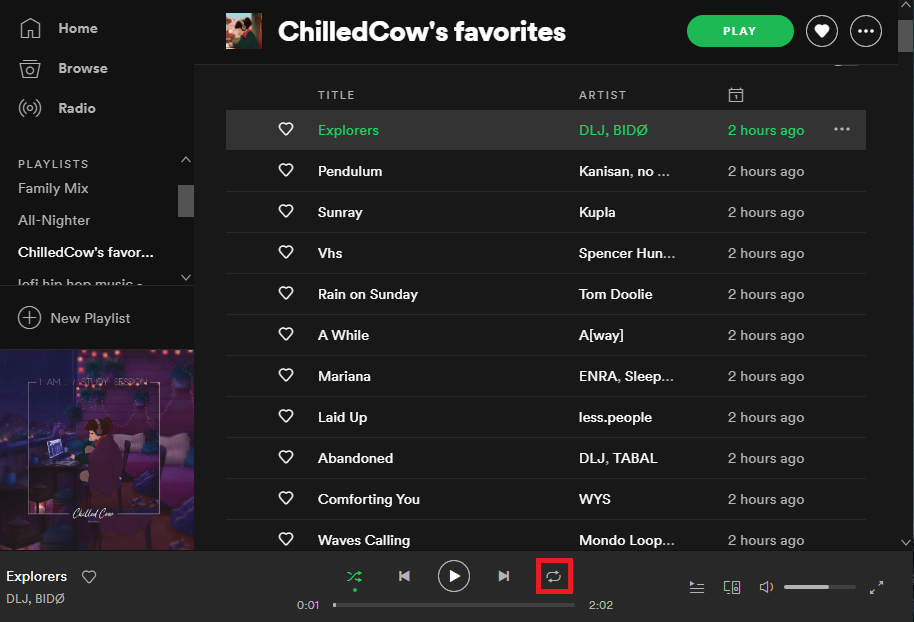 Home
Browse
Radio
PLAYLISTS
Family Mix
All-Nighter
ChilledCow's favor...
lofi hip hop music -
New Playlist
I AM . / STUDY SESSION
Chilled Cow
ChilledCow's favorites
PLAY
TITLE ARTIST
Explorers DLJ, BIDØ 2 hours ago
Pendulum Kanisan, no ... 2 hours ago
Sunray Kupla 2 hours ago
Vhs Spencer Hun... 2 hours ago
Rain on Sunday Tom Doolie 2 hours ago
A While A[way] 2 hours ago
Mariana ENRA, Sleep... 2 hours ago
Laid Up less.people 2 hours ago
Abandoned DLJ, TABAL 2 hours ago
Comforting You WYS 2 hours ago
Waves Calling Mondo Loop... 2 hours ago
Explorers
DLJ, BIDØ
0:01 2:02